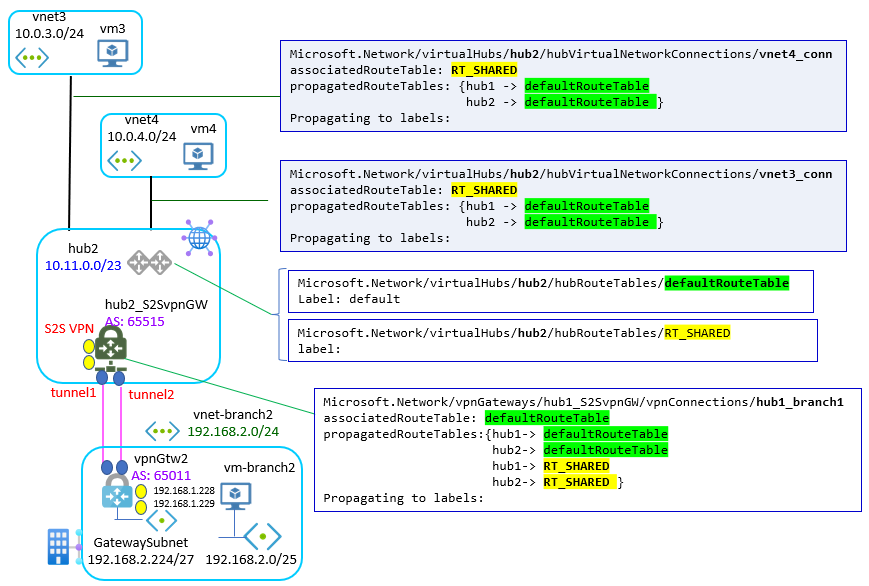 vnet3
10.0.3.0/24
vm3
vnet4
10.0.4.0/24
vm4
Microsoft.Network/virtualHubs/hub2/hubVirtualNetworkConnections/vnet4_conn
associatedRouteTable: RT_SHARED
propagatedRouteTables: {hub1 -> defaultRouteTable
hub2 -> defaultRouteTable }
Propagating to labels:
Microsoft.Network/virtualHubs/hub2/hubVirtualNetworkConnections/vnet3_conn
associatedRouteTable: RT_SHARED
propagatedRouteTables: {hub1 -> defaultRouteTable
hub2 -> defaultRouteTable }
Propagating to labels:
hub2
10.11.0.0/23
hub2_S2SvpnGW
AS: 65515
S2S VPN
tunnel1
tunnel2
Microsoft.Network/virtualHubs/hub2/hubRouteTables/defaultRouteTable
Label: default
Microsoft.Network/virtualHubs/hub2/hubRouteTables/RT_SHARED
label:
Microsoft.Network/vpnGateways/hub1_S2SvpnGW/vpnConnections/hub1_branch1
associatedRouteTable: defaultRouteTable
propagatedRouteTables:{hub1-> defaultRouteTable
hub2-> defaultRouteTable
hub1-> RT_SHARED
hub2-> RT_SHARED }
Propagating to labels:
vnet-branch2
192.168.2.0/24
vpnGtw2
AS: 65011
vm-branch2
192.168.1.228
192.168.1.229
GatewaySubnet
192.168.2.224/27
192.168.2.0/25